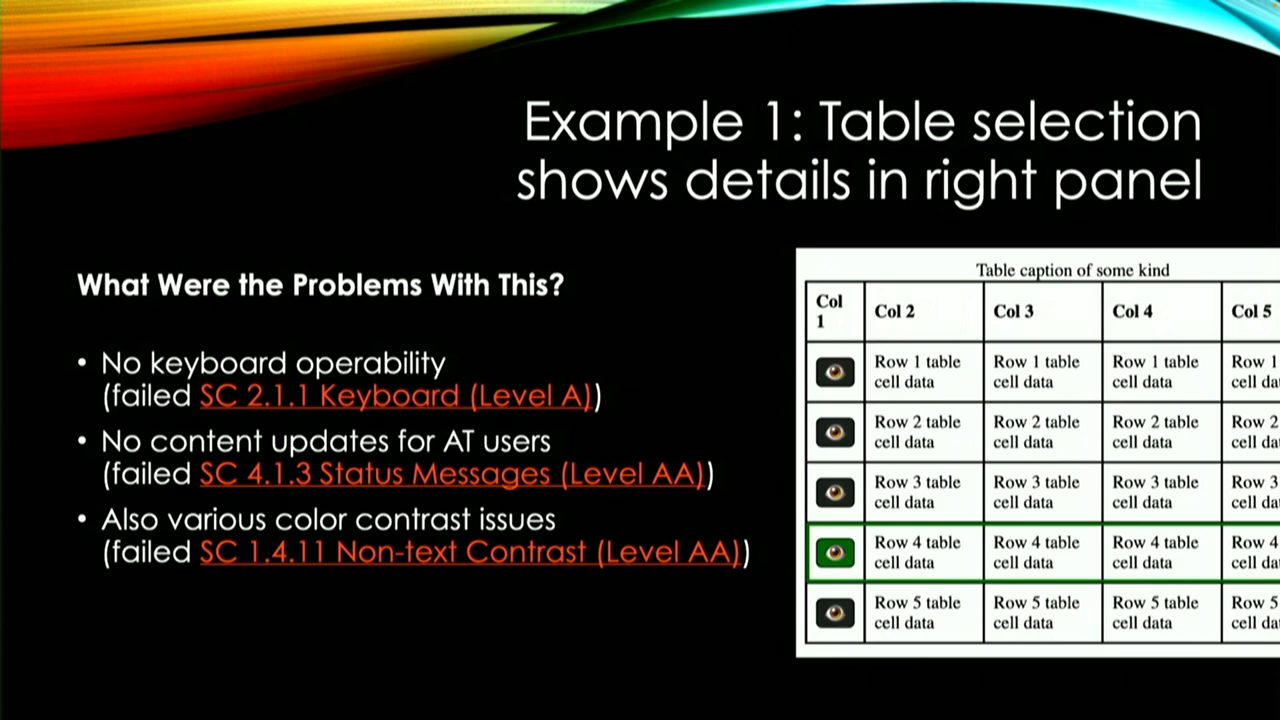 Example 1: Table selection
shows details in right panel
What Were the Problems With This?
• No keyboard operability
(failed SC 2.1.1 Keyboard (Level A))
• No content updates for AT users
(failed SC 4.1.3 Status Messages (Level AA))
• Also various color contrast issues
(failed SC 1.4.11 Non-text Contrast (Level AA))
Table caption of some kind
Col 1 Col 2 Col 3 Col 4 Col 5
Row 1 table Row 1 table Row 1 table Row 1
cell data cell data cell data cell da
Row 2 table Row 2 table Row 2 table Row 2
cell data cell data cell data cell da
Row 3 table Row 3 table Row 3 table Row 3
cell data cell data cell data cell da
Row 4 table Row 4 table Row 4 table Row 4
cell data cell data cell data cell da
Row 5 table Row 5 table Row 5 table Row 5
cell data cell data cell data cell da